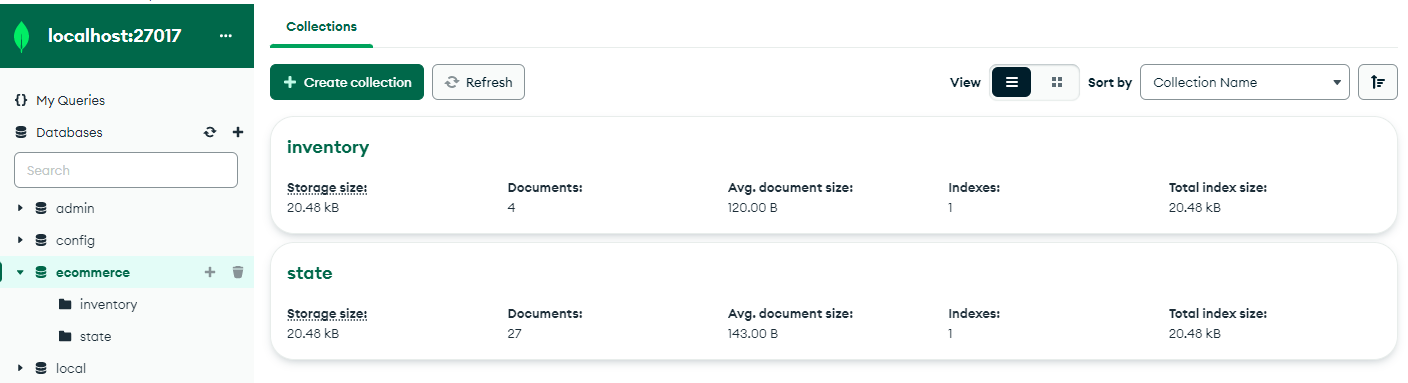 localhost:27017 ...
{} My Queries
Databases
Search
admin
config
ecommerce
inventory
state
local
Collections
Create collection Refresh View Sort by Collection Name
inventory
Storage size: Documents: Avg. document size: Indexes: Total index size:
20.48 kB 4 120.00 B 1 20.48 kB
state
Storage size: Documents: Avg. document size: Indexes: Total index size:
20.48 kB 27 143.00 B 1 20.48 kB